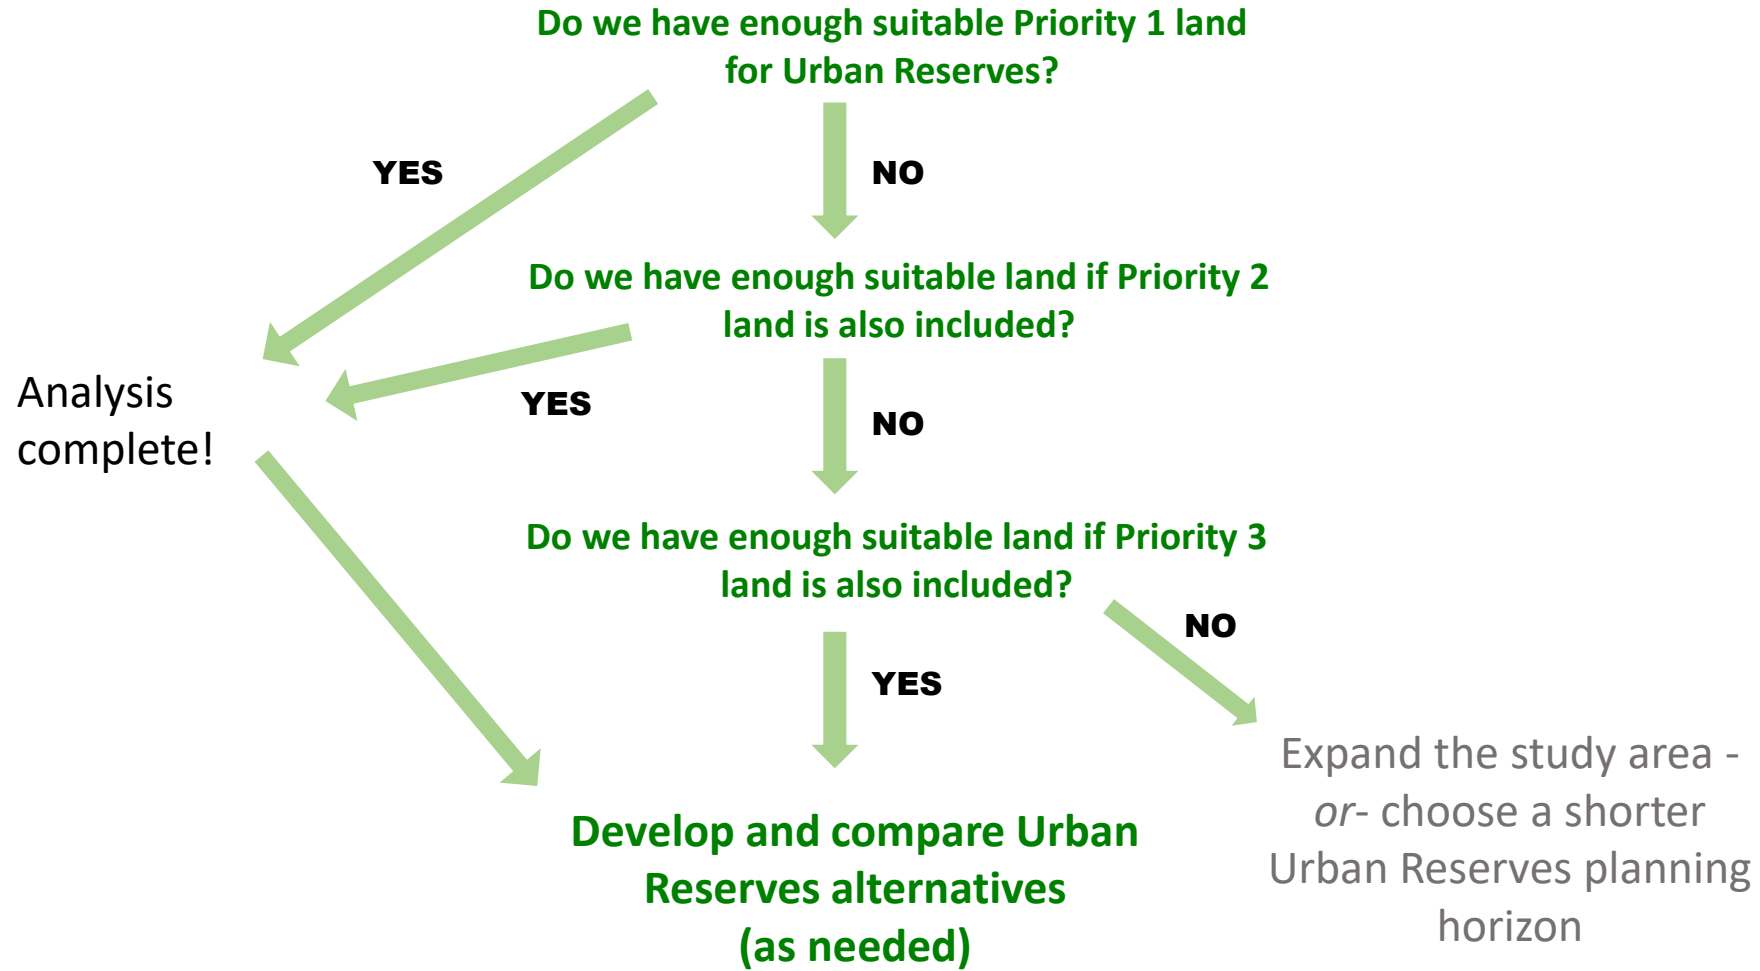 Do we have enough suitable Priority 1 land
for Urban Reserves?
YES
NO
Do we have enough suitable land if Priority 2
land is also included?
Analysis
complete!
YES
NO
Do we have enough suitable land if Priority 3
land is also included?
NO
YES
Expand the study area -
or- choose a shorter
Urban Reserves planning
horizon
Develop and compare Urban
Reserves alternatives
(as needed)